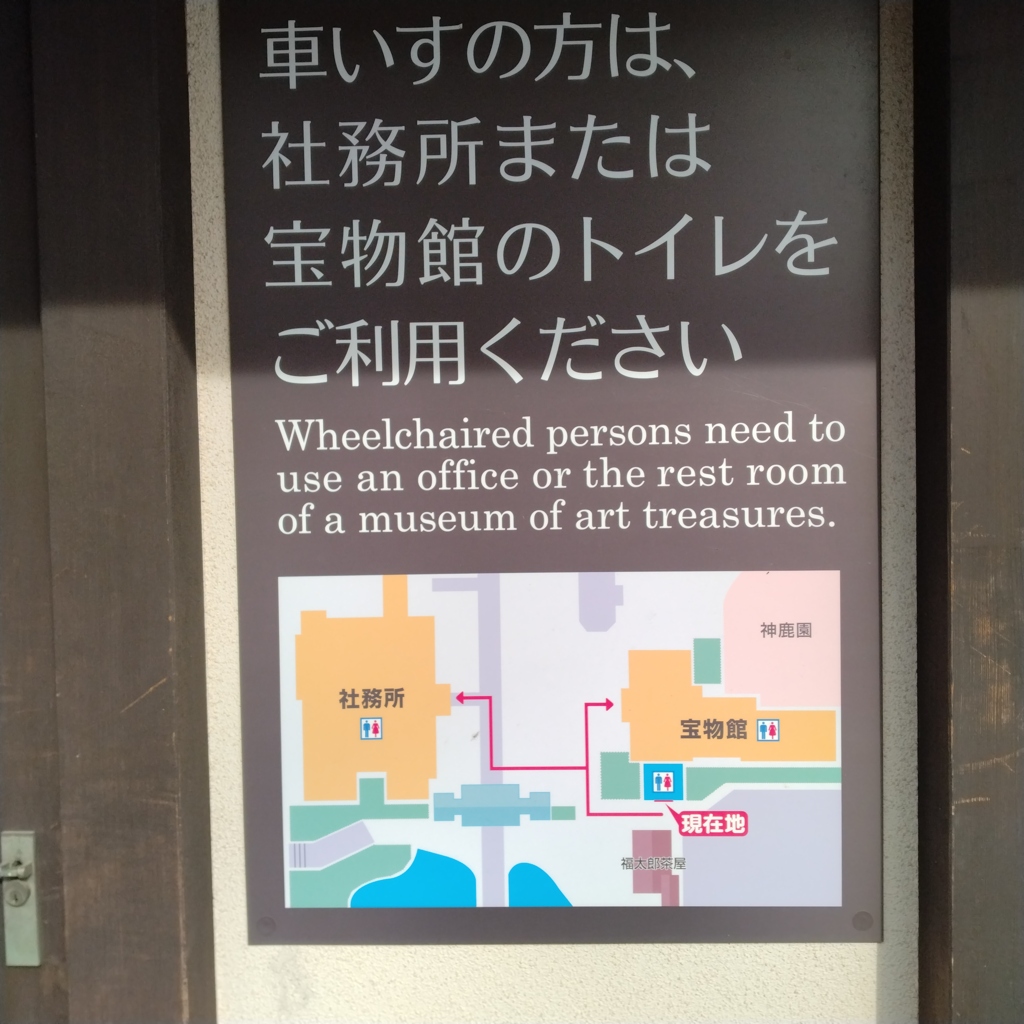 車いすの方は、
社務所または
宝物館のトイレを
ご利用ください
Wheelchaired persons need to
use an office or the rest room
of a museum of art treasures.
神鹿園
社務所
宝物館
現在地
福太郎茶屋